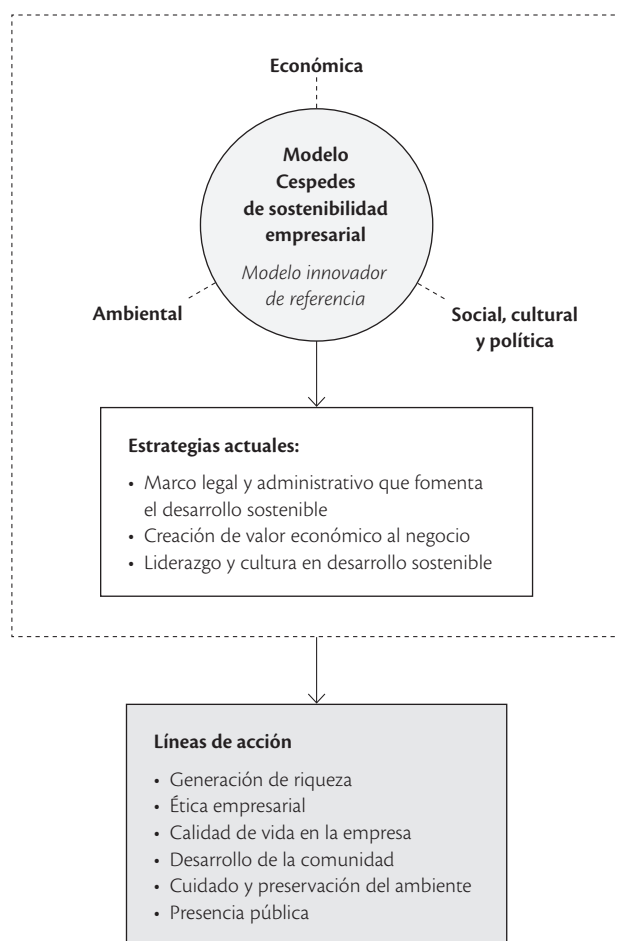 Económica
Modelo
Cespedes
de sostenibilidad
empresarial
Modelo innovador
de referencia
Ambiental
Social, cultural
y política
Estrategias actuales:
• Marco legal y administrativo que fomenta
el desarrollo sostenible
• Creación de valor económico al negocio
• Liderazgo y cultura en desarrollo sostenible
Líneas de acción
• Generación de riqueza
• Ética empresarial
• Calidad de vida en la empresa
• Desarrollo de la comunidad
• Cuidado y preservación del ambiente
• Presencia pública